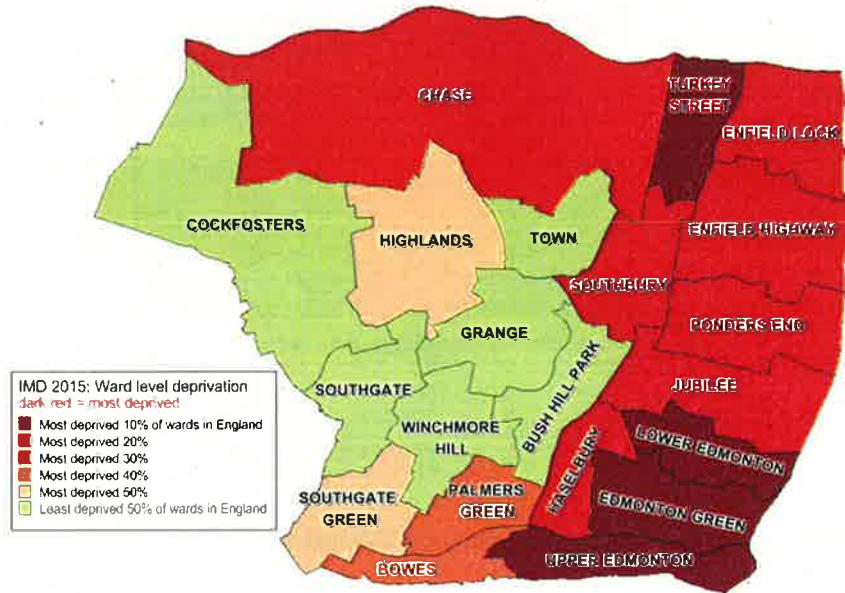 CHASE
TURKEY
STREET
ENFIELD LOCK
COCKFOSTERS
HIGHLANDS
TOWN
ENFIELD HIGHWAY
SOUTHBURY
GRANGE
PONDERS END
IMD 2015: Ward level deprivation
dark red = most deprived
Most deprived 10% of wards in England
Most deprived 20%
Most deprived 30%
Most deprived 40%
Most deprived 50%
Least deprived 50% of wards in England
SOUTHGATE
BUSH HILL PARK
JUBILEE
WINCHMORE
HILL
HASELBURY
LOWER EDMONTON
SOUTHGATE
GREEN
PALMERS
GREEN
EDMONTON GREEN
BOWES
UPPER EDMONTON